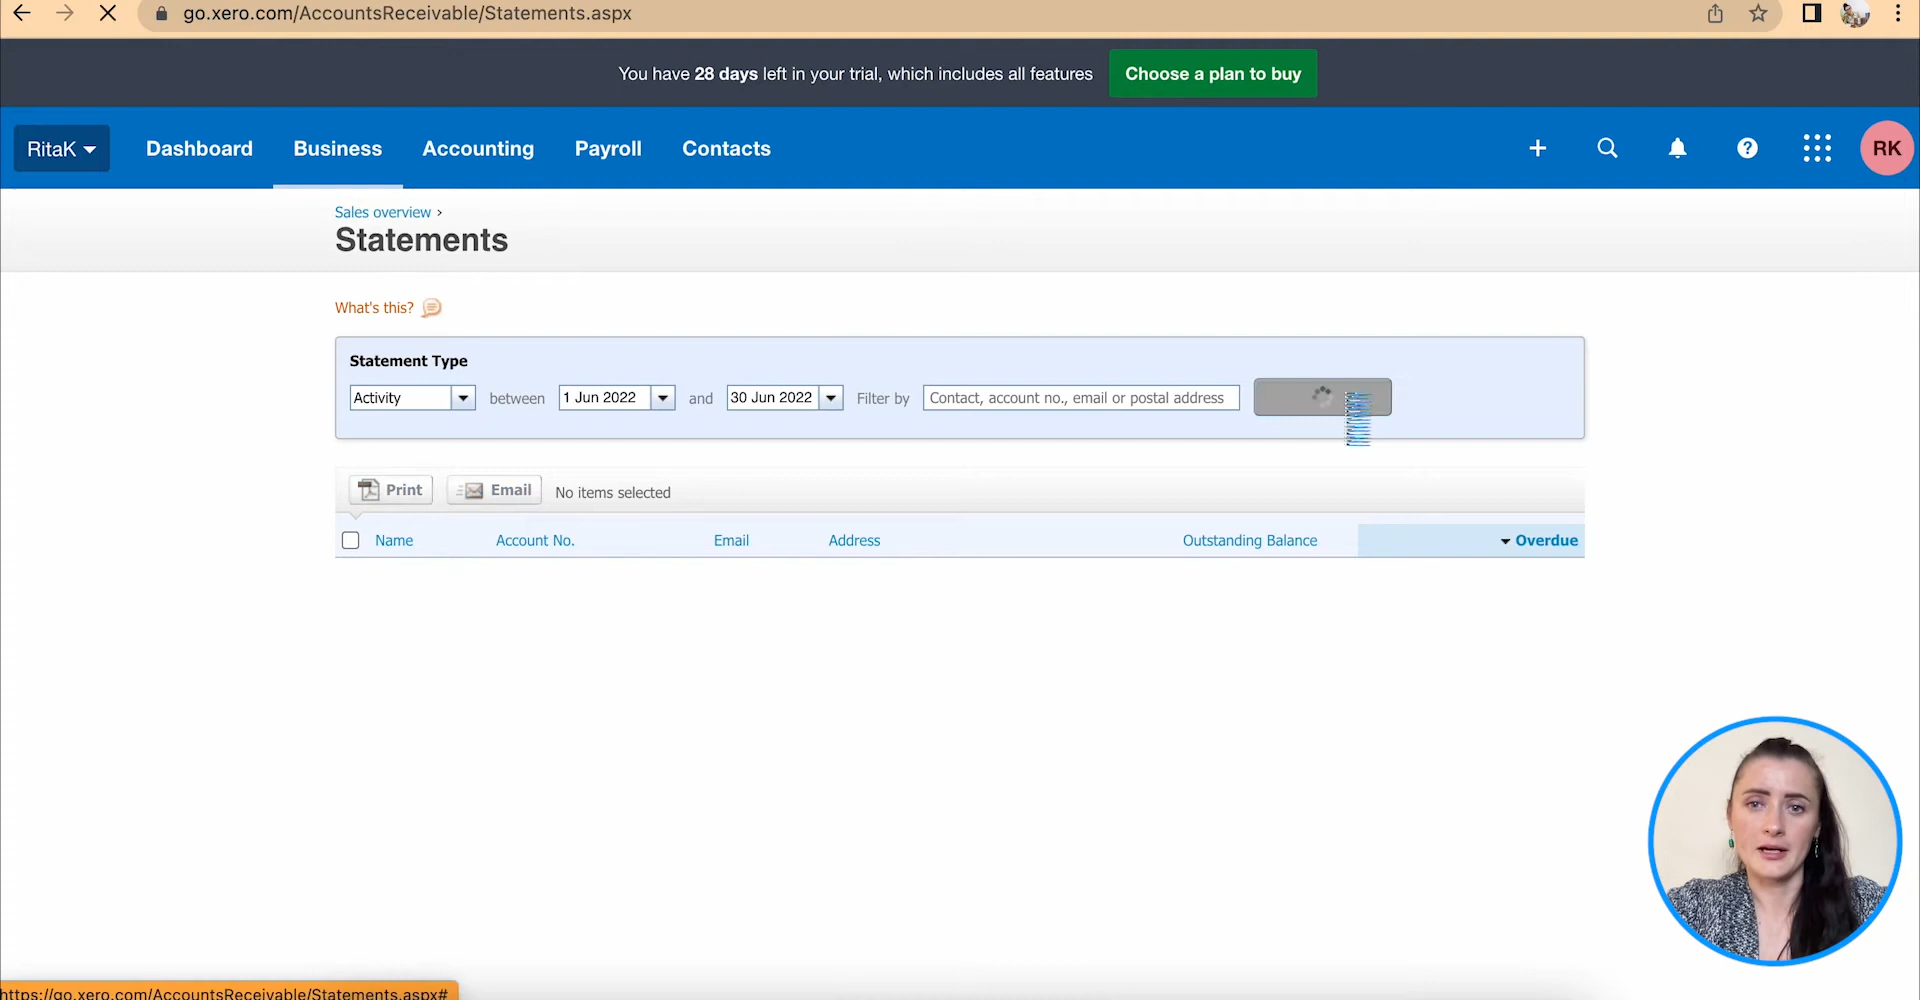 go.xero.com/AccountsReceivable/Statements.aspx
You have 28 days left in your trial, which includes all features
Choose a plan to buy
RitaK
Dashboard
Business
Accounting
Payroll
Contacts
?
RK
Sales overview ›
Statements
What's this?
Statement Type
Activity
between
1 Jun 2022
and
30 Jun 2022
Filter by
Contact, account no., email or postal address
Print
Email
No items selected
Name
Account No.
Email
Address
Outstanding Balance
Overdue
https://go.xero.com/AccountsReceivable/Statements.aspx#